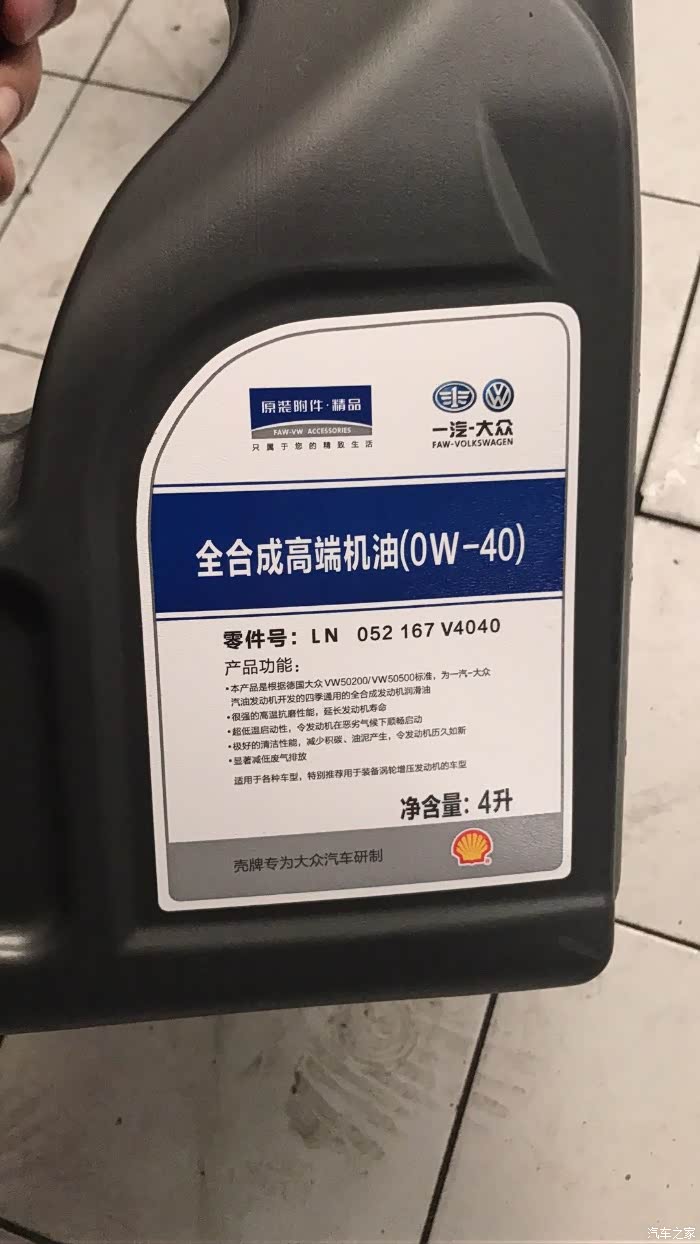 原装附件·精品
FAW-VW ACCESSORIES
只属于您的精致生活
一汽-大众
FAW-VOLKSWAGEN
全合成高端机油(0W-40)
零件号：LN 052 167 V4040
产品功能：
·本产品是根据德国大众VW50200/VW50500标准，为一汽-大众
汽油发动机开发的四季通用的全合成发动机润滑油
·很强的高温抗磨性能，延长发动机寿命
·超低温启动性，令发动机在恶劣气候下顺畅启动
·极好的清洁性能，减少积碳、油泥产生，令发动机历久如新
·显著减低废气排放
适用于各种车型，特别推荐用于装备涡轮增压发动机的车型
净含量：4升
壳牌专为大众汽车研制
汽车之家